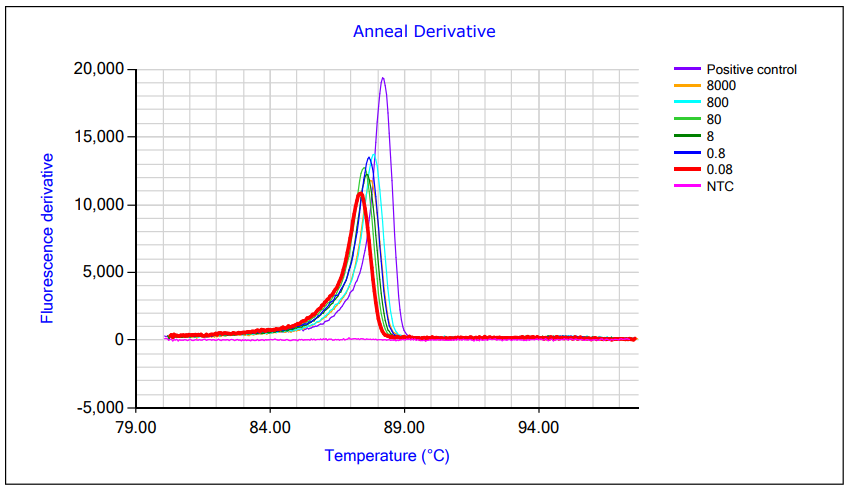 Anneal Derivative
20,000
15,000
10,000
5,000
0
-5,000
Fluorescence derivative
79.00 84.00 89.00 94.00
Temperature (°C)
Positive control
8000
800
80
8
0.8
0.08
NTC